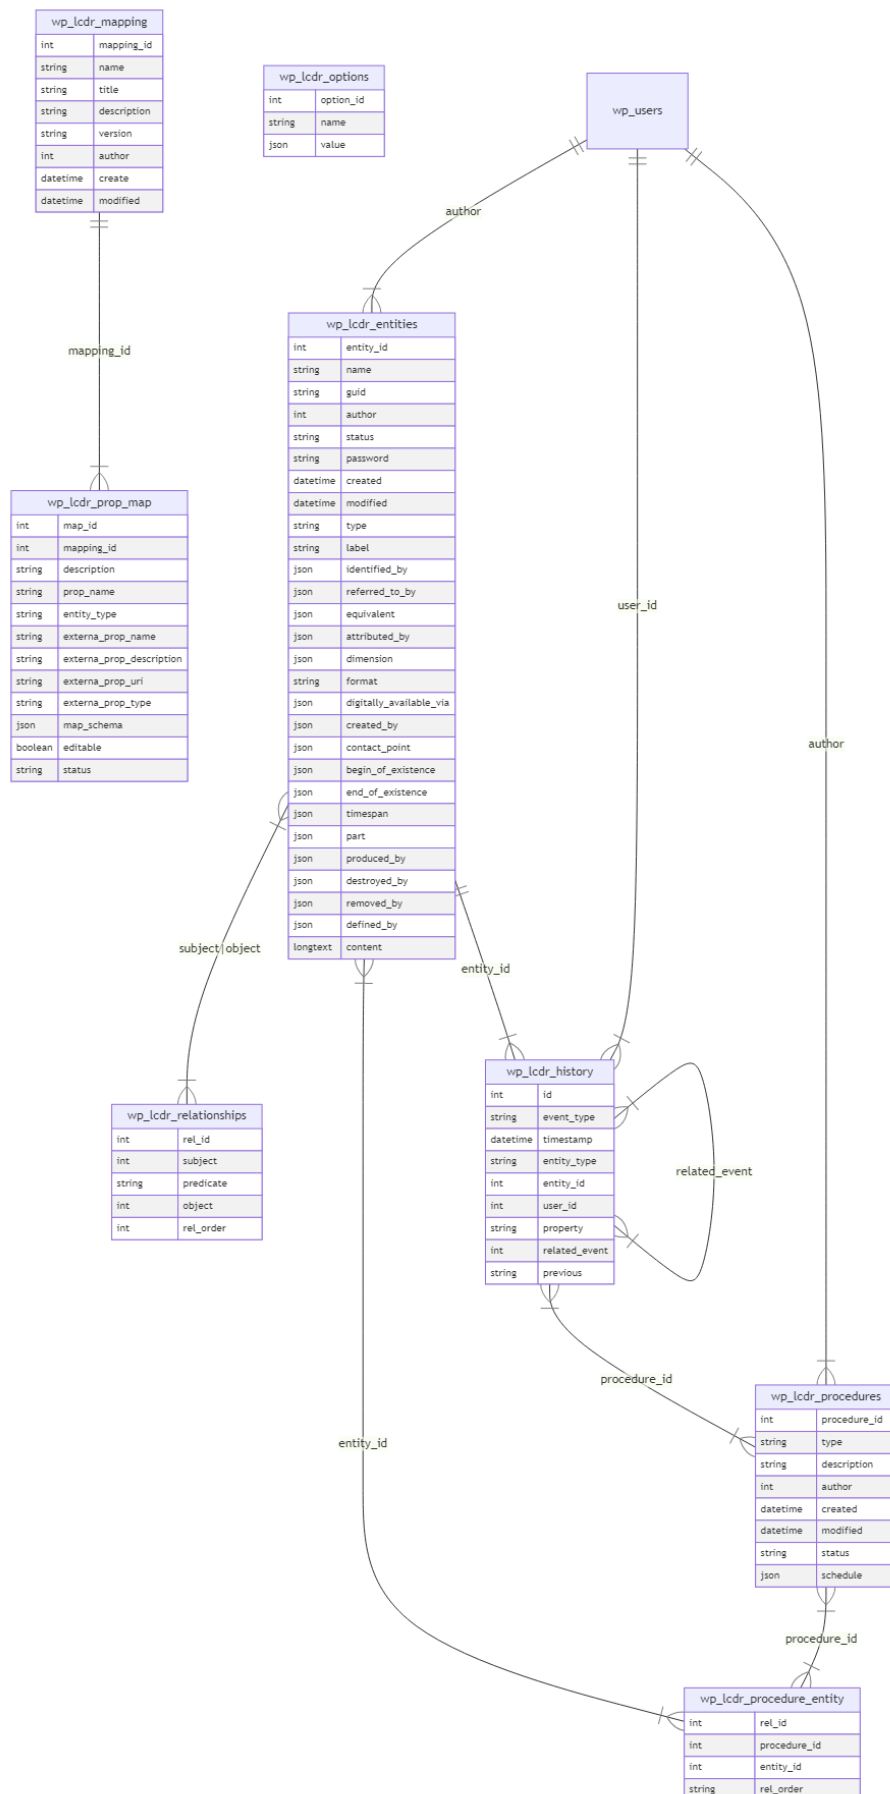 wp_lcdr_mapping
int mapping_id
string name
string title
string description
string version
int author
datetime create
datetime modified
wp_lcdr_options
int option_id
string name
json value
wp_users
author
mapping_id
wp_lcdr_entities
int entity_id
string name
string guid
int author
string status
string password
datetime created
datetime modified
string type
string label
json identified_by
json referred_to_by
json equivalent
json attributed_by
json dimension
string format
json digitally_available_via
json created_by
json contact_point
json begin_of_existence
json end_of_existence
json timespan
json part
json produced_by
json destroyed_by
json removed_by
json defined_by
longtext content
wp_lcdr_prop_map
int map_id
int mapping_id
string description
string prop_name
string entity_type
string externa_prop_name
string externa_prop_description
string externa_prop_uri
string externa_prop_type
json map_schema
boolean editable
string status
user_id
author
subject|object
entity_id
wp_lcdr_relationships
int rel_id
int subject
string predicate
int object
int rel_order
wp_lcdr_history
int id
string event_type
datetime timestamp
string entity_type
int entity_id
int user_id
string property
int related_event
string previous
related_event
procedure_id
entity_id
wp_lcdr_procedures
int procedure_id
string type
string description
int author
datetime created
datetime modified
string status
json schedule
procedure_id
wp_lcdr_procedure_entity
int rel_id
int procedure_id
int entity_id
string rel_order